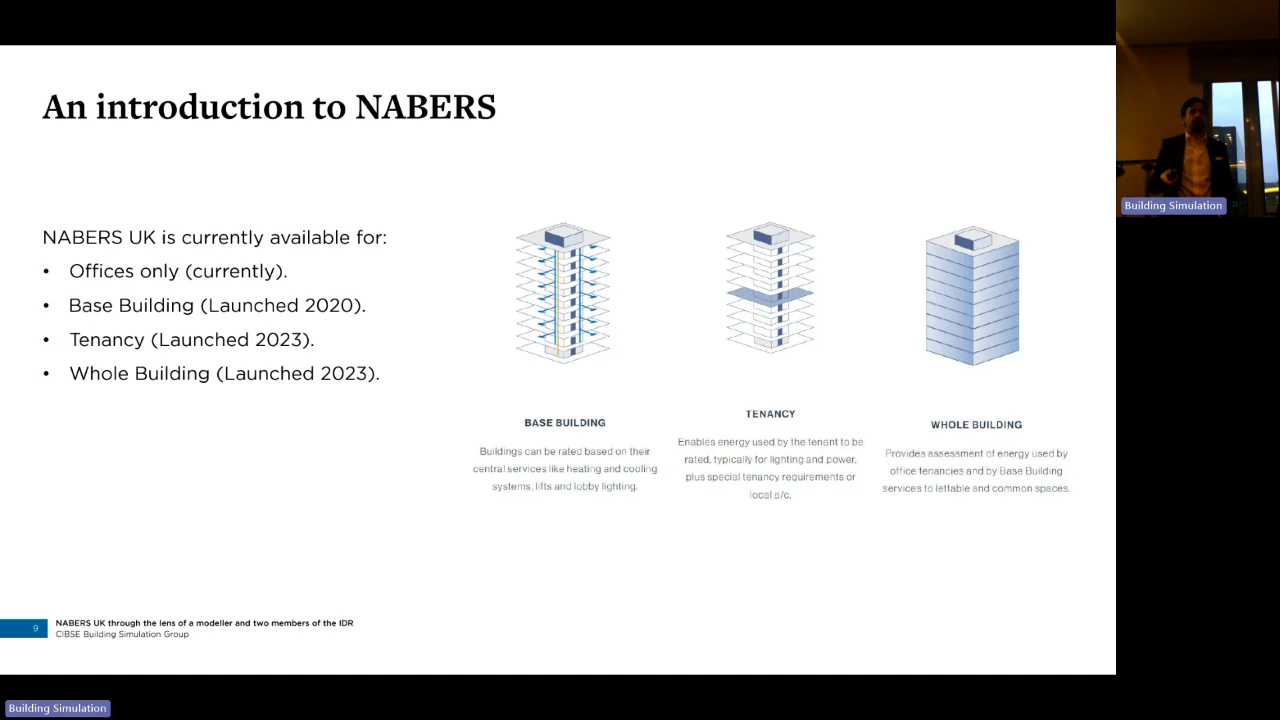 An introduction to NABERS
NABERS UK is currently available for:
• Offices only (currently).
• Base Building (Launched 2020).
• Tenancy (Launched 2023).
• Whole Building (Launched 2023).
BASE BUILDING
Buildings can be rated based on their
central services like heating and cooling
systems, lifts and lobby lighting.
TENANCY
Enables energy used by the tenant to be
rated, typically for lighting and power,
plus special tenancy requirements or
local a/c.
WHOLE BUILDING
Provides assessment of energy used by
office tenancies and by Base Building
services to lettable and common spaces.
9
NABERS UK through the lens of a modeller and two members of the IDR
CIBSE Building Simulation Group
Building Simulation
Building Simulation